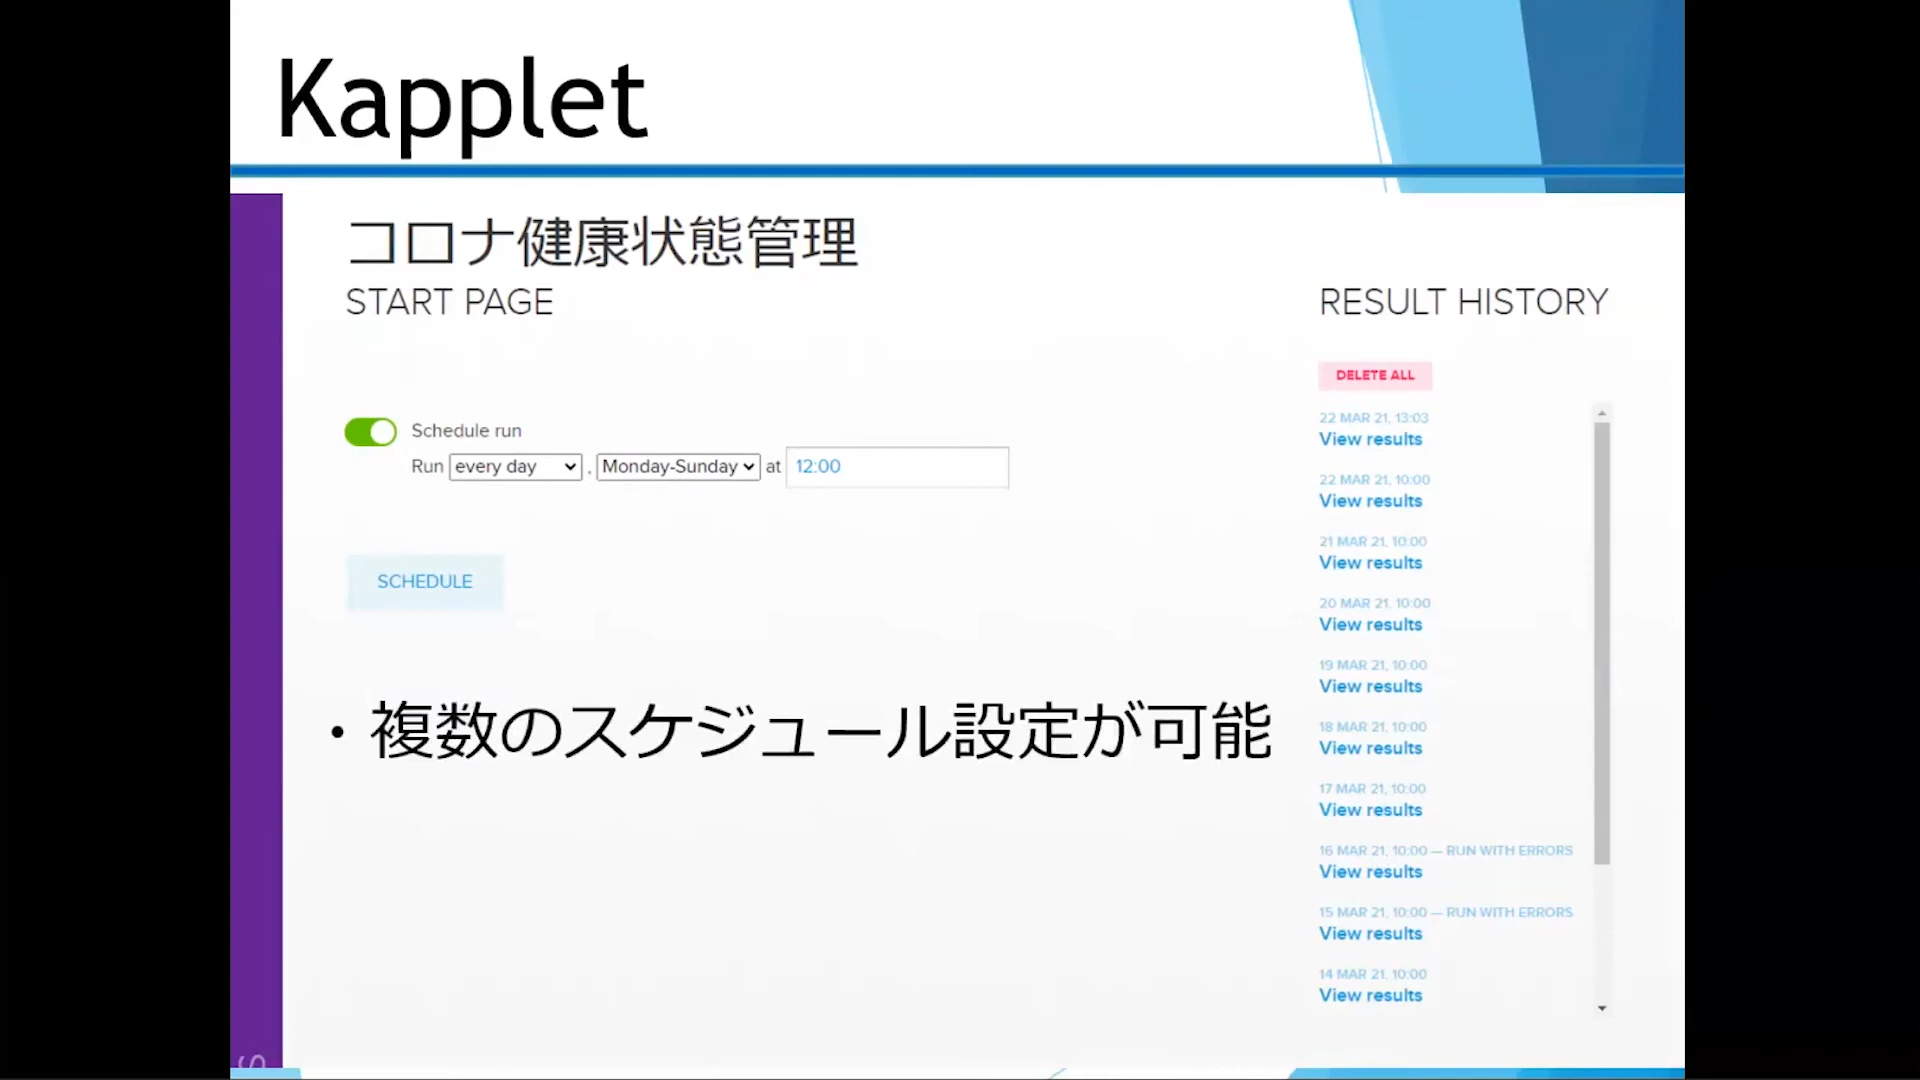 Kapplet
コロナ健康状態管理
START PAGE
Schedule run
Run every day , Monday-Sunday at 12:00
SCHEDULE
・複数のスケジュール設定が可能
RESULT HISTORY
DELETE ALL
22 MAR 21, 13:03
View results
22 MAR 21, 10:00
View results
21 MAR 21, 10:00
View results
20 MAR 21, 10:00
View results
19 MAR 21, 10:00
View results
18 MAR 21, 10:00
View results
17 MAR 21, 10:00
View results
16 MAR 21, 10:00 — RUN WITH ERRORS
View results
15 MAR 21, 10:00 — RUN WITH ERRORS
View results
14 MAR 21, 10:00
View results